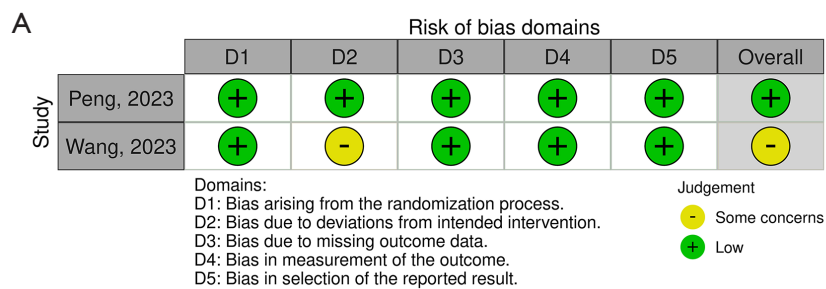 A
Risk of bias domains
D1 D2 D3 D4 D5 Overall
Study
Peng, 2023 + + + + + +
Wang, 2023 + - + + + -
Domains:
D1: Bias arising from the randomization process.
D2: Bias due to deviations from intended intervention.
D3: Bias due to missing outcome data.
D4: Bias in measurement of the outcome.
D5: Bias in selection of the reported result.
Judgement
- Some concerns
+ Low